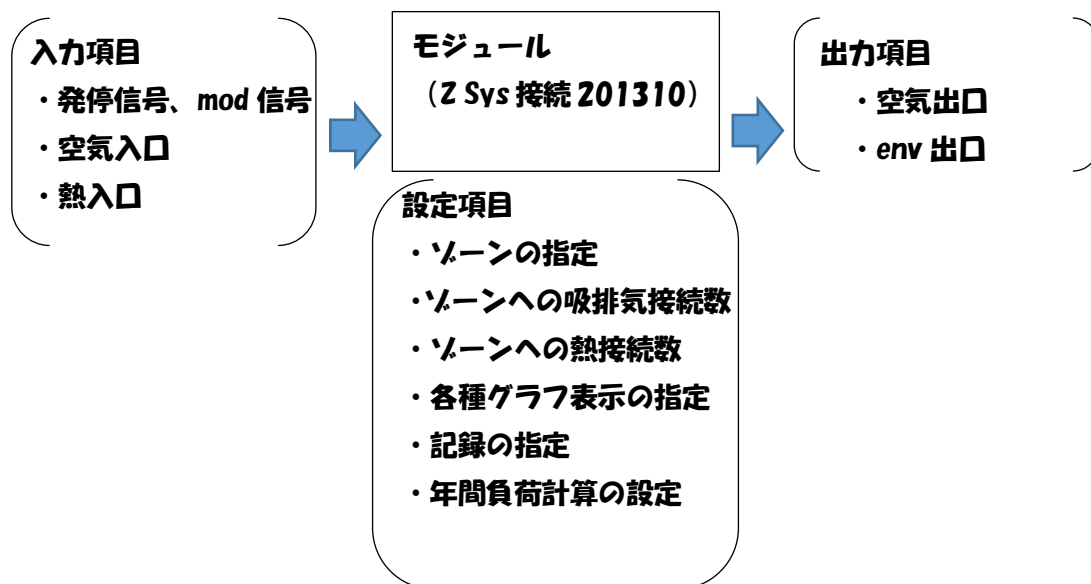 入力項目
・発停信号、mod 信号
・空気入口
・熱入口
モジュール
（Z Sys 接続 201310）
設定項目
・ゾーンの指定
・ゾーンへの吸排気接続数
・ゾーンへの熱接続数
・各種グラフ表示の指定
・記録の指定
・年間負荷計算の設定
出力項目
・空気出口
・env 出口